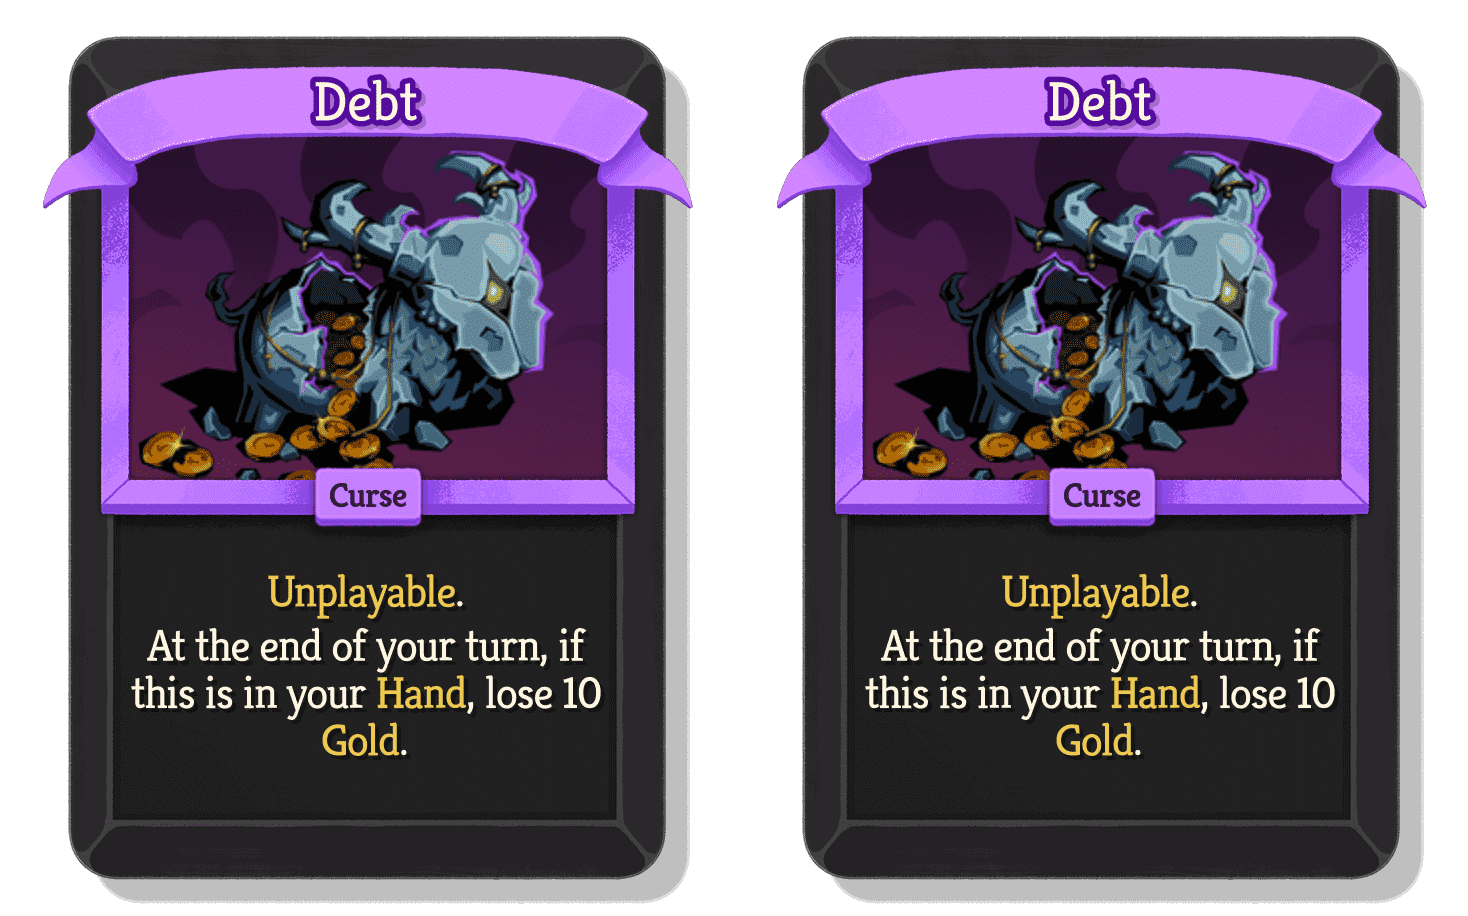 Debt
Curse
Unplayable.
At the end of your turn, if
this is in your Hand, lose 10
Gold.
Debt
Curse
Unplayable.
At the end of your turn, if
this is in your Hand, lose 10
Gold.